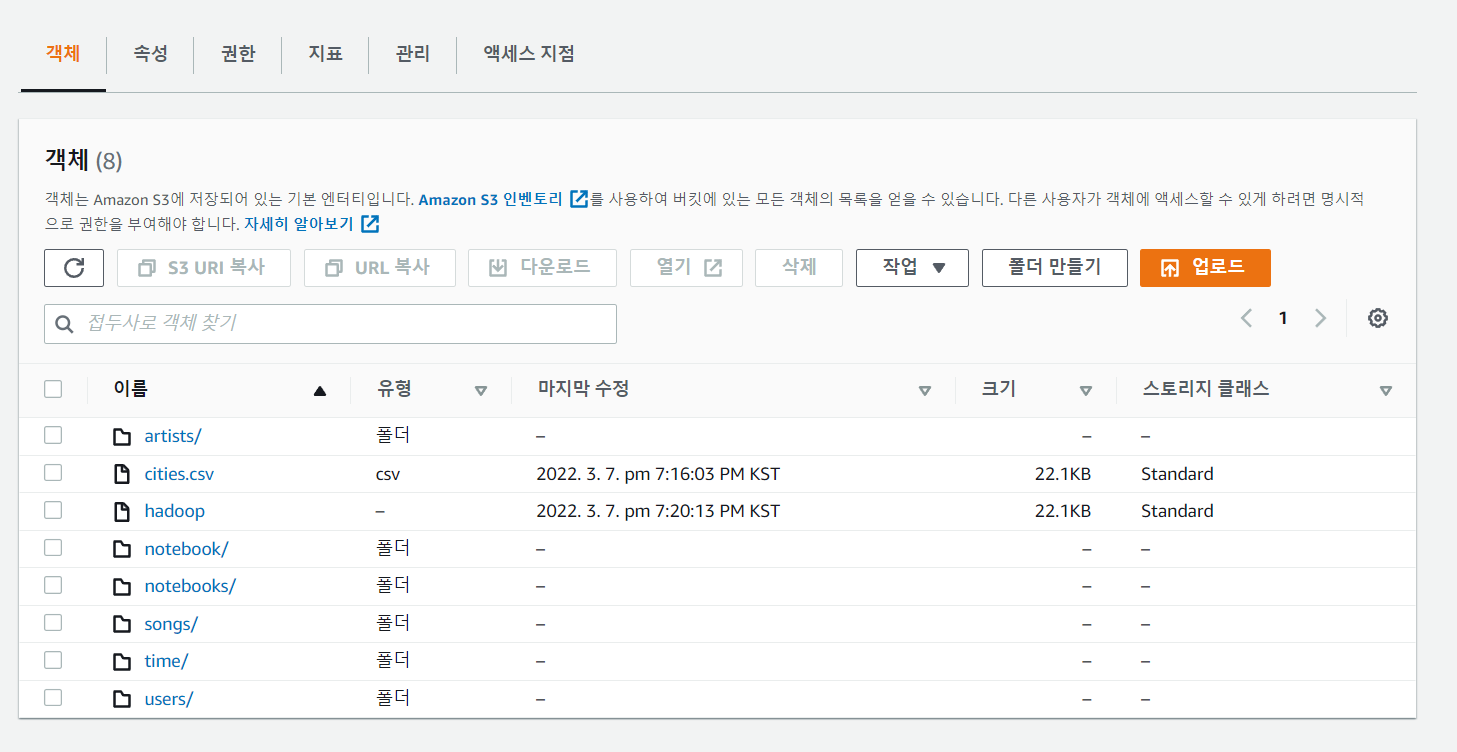 객체 속성 권한 지표 관리 액세스 지점
객체 (8)
객체는 Amazon S3에 저장되어 있는 기본 엔터티입니다. Amazon S3 인벤토리 를 사용하여 버킷에 있는 모든 객체의 목록을 얻을 수 있습니다. 다른 사용자가 객체에 액세스할 수 있게 하려면 명시적
으로 권한을 부여해야 합니다. 자세히 알아보기
S3 URI 복사 URL 복사 다운로드 열기 삭제 작업 폴더 만들기 업로드
접두사로 객체 찾기 1
이름 유형 마지막 수정 크기 스토리지 클래스
artists/ 폴더 – – –
cities.csv csv 2022. 3. 7. pm 7:16:03 PM KST 22.1KB Standard
hadoop – 2022. 3. 7. pm 7:20:13 PM KST 22.1KB Standard
notebook/ 폴더 – – –
notebooks/ 폴더 – – –
songs/ 폴더 – – –
time/ 폴더 – – –
users/ 폴더 – – –